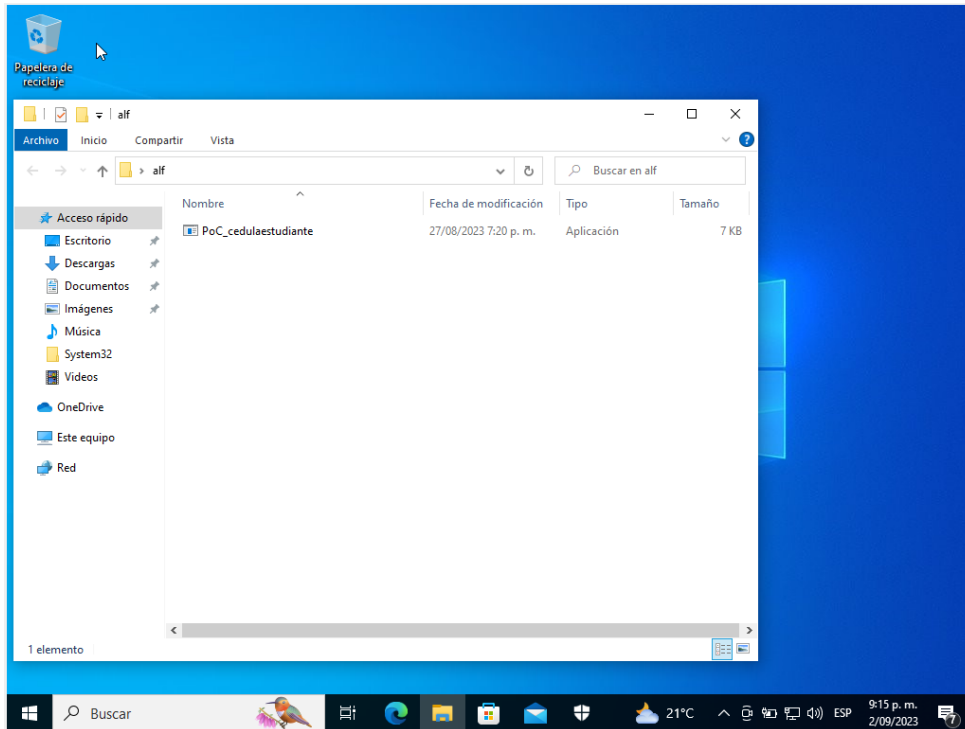 Papelera de
reciclaje
alf
Archivo Inicio Compartir Vista
alf
Buscar en alf
Nombre Fecha de modificación Tipo Tamaño
Acceso rápido
PoC_cedulaestudiante 27/08/2023 7:20 p. m. Aplicación 7 KB
Escritorio
Descargas
Documentos
Imágenes
Música
System32
Videos
OneDrive
Este equipo
Red
1 elemento
Buscar
21°C
ESP
9:15 p. m.
2/09/2023
7